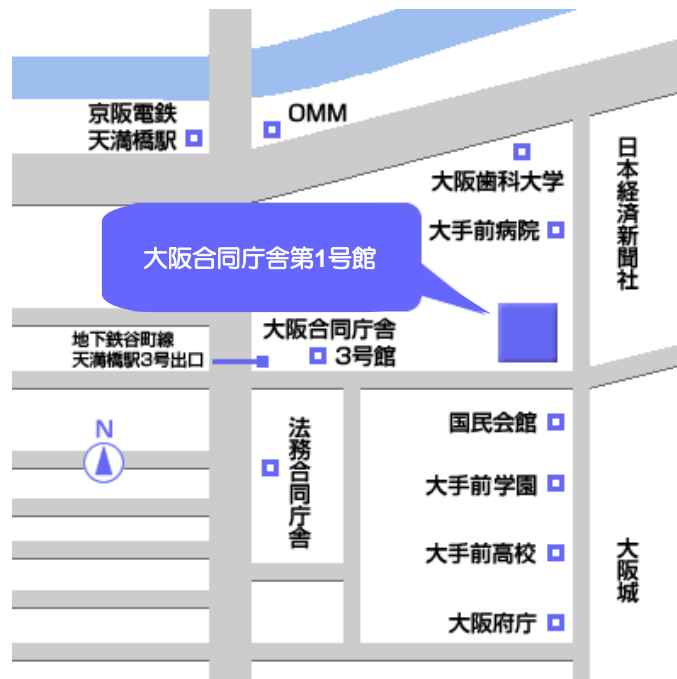 京阪電鉄
天満橋駅
OMM
大阪歯科大学
日本経済新聞社
大手前病院
大阪合同庁舎第1号館
地下鉄谷町線
天満橋駅3号出口
大阪合同庁舎
3号館
N
法務合同庁舎
国民会館
大手前学園
大手前高校
大阪城
大阪府庁